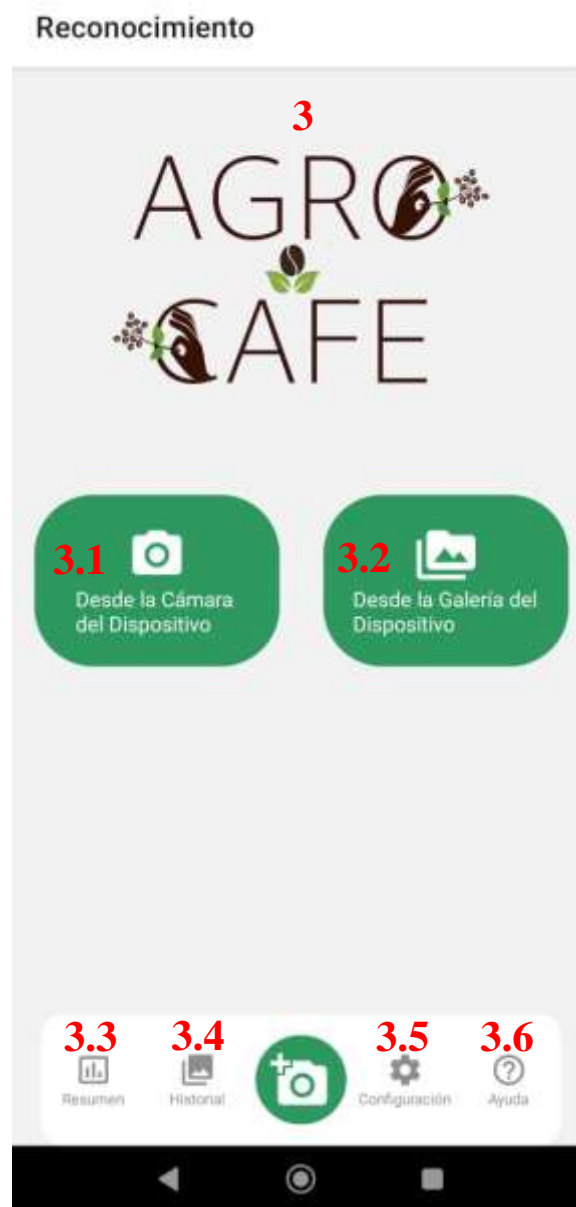 Reconocimiento
3
AGRO
CAFE
3.1
Desde la Cámara
del Dispositivo
3.2
Desde la Galería del
Dispositivo
3.3
Resumen
3.4
Historial
3.5
Configuración
3.6
Ayuda